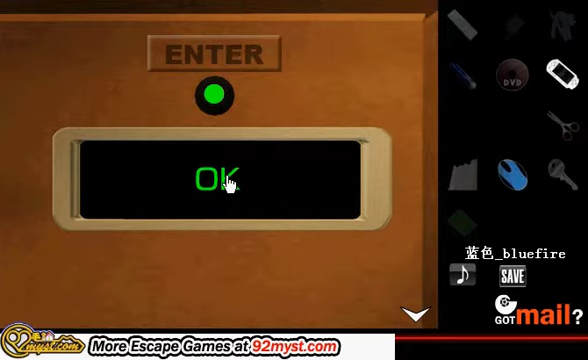 ENTER
OK
DVD
蓝色_bluefire
SAVE
GOT mail?
92myst.com
More Escape Games at 92myst.com